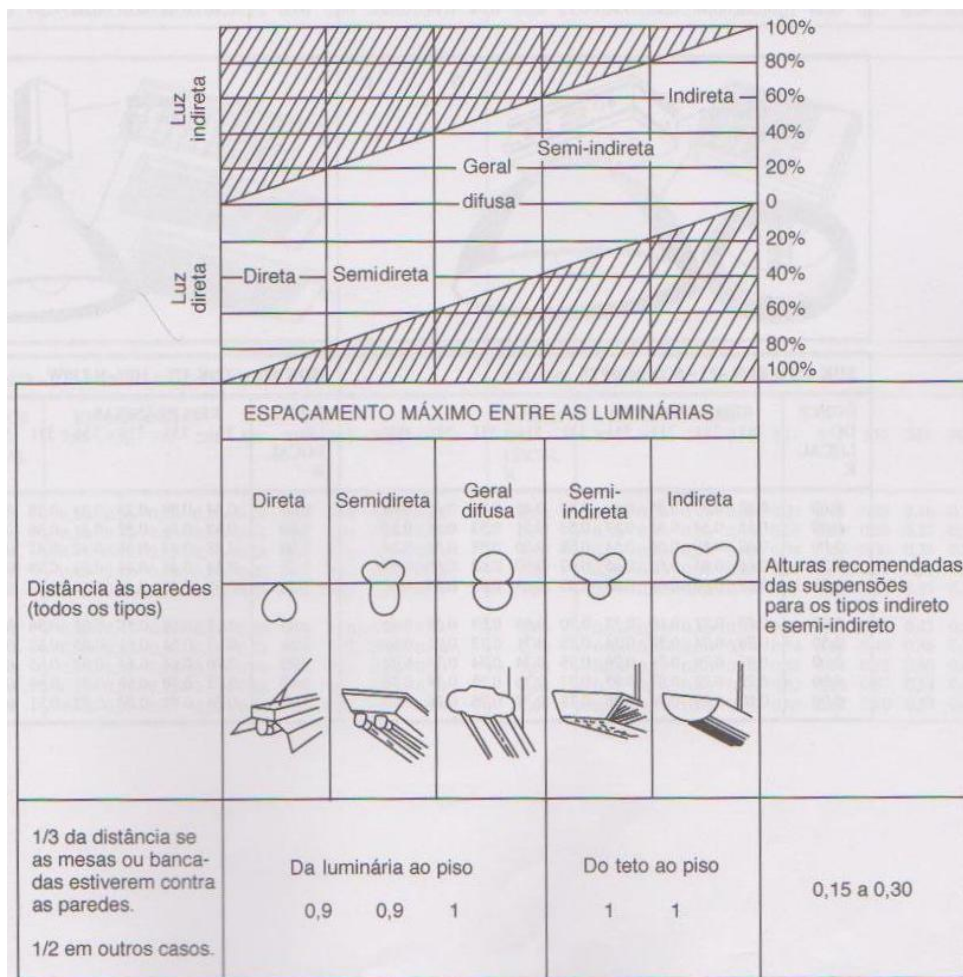 100%
80%
60%
40%
20%
0
20%
40%
60%
80%
100%
Luz
indireta
Luz
direta
Indireta
Semi-indireta
Geral
difusa
Direta
Semidireta
ESPAÇAMENTO MÁXIMO ENTRE AS LUMINÁRIAS
Direta
Semidireta
Geral
difusa
Semi-
indireta
Indireta
Distância às paredes
(todos os tipos)
Alturas recomendadas
das suspensões
para os tipos indireto
e semi-indireto
1/3 da distância se
as mesas ou banca-
das estiverem contra
as paredes.
1/2 em outros casos.
Da luminária ao piso
0,9 0,9 1
Do teto ao piso
1 1
0,15 a 0,30